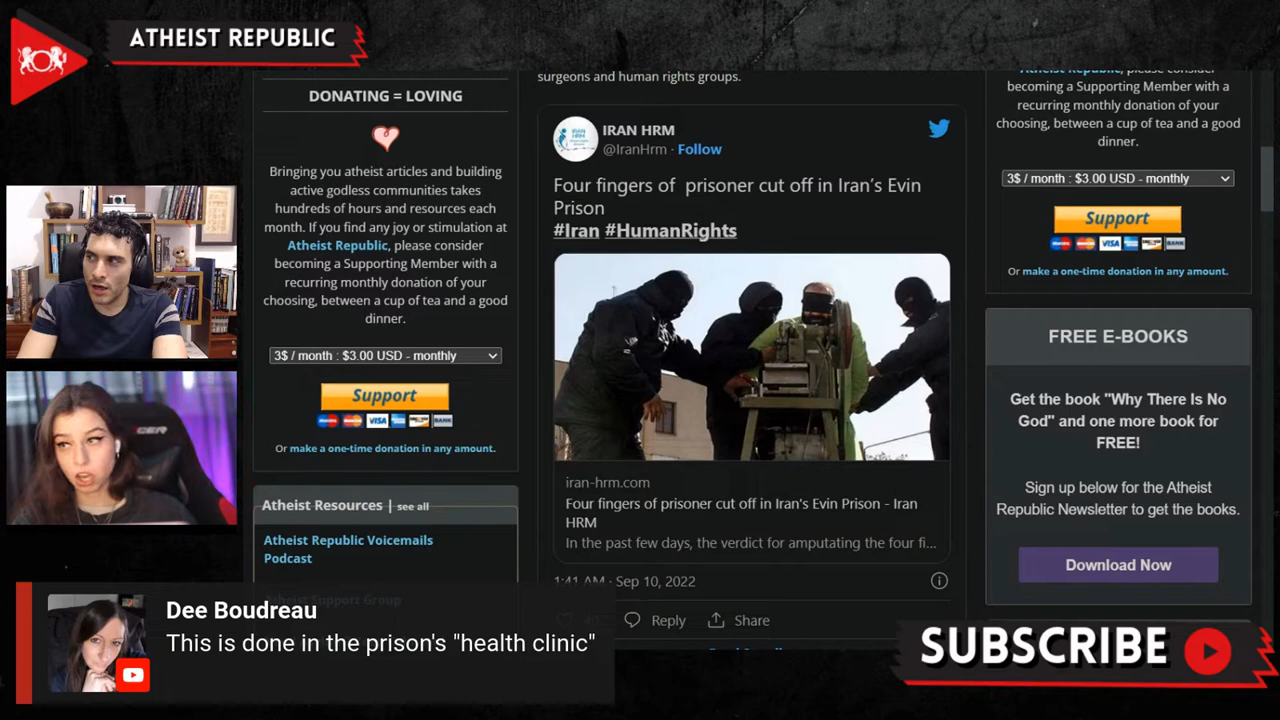 ATHEIST REPUBLIC
DONATING = LOVING
Bringing you atheist articles and building
active godless communities takes
hundreds of hours and resources each
month. If you find any joy or stimulation at
Atheist Republic, please consider
becoming a Supporting Member with a
recurring monthly donation of your
choosing, between a cup of tea and a good
dinner.
3$ / month : $3.00 USD - monthly
Support
VISA
BANK
Or make a one-time donation in any amount.
Atheist Resources | see all
Atheist Republic Voicemails
Podcast
Atheist Support Group
surgeons and human rights groups.
IRAN
HRM
IRAN HRM
@IranHrm · Follow
Four fingers of prisoner cut off in Iran's Evin
Prison
#Iran #HumanRights
iran-hrm.com
Four fingers of prisoner cut off in Iran's Evin Prison - Iran
HRM
In the past few days, the verdict for amputating the four fi...
1:41 AM · Sep 10, 2022
Reply
Share
Atheist Republic, please consider
becoming a Supporting Member with a
recurring monthly donation of your
choosing, between a cup of tea and a good
dinner.
3$ / month : $3.00 USD - monthly
Support
VISA
BANK
Or make a one-time donation in any amount.
FREE E-BOOKS
Get the book "Why There Is No
God" and one more book for
FREE!
Sign up below for the Atheist
Republic Newsletter to get the books.
Download Now
Dee Boudreau
This is done in the prison's "health clinic"
SUBSCRIBE